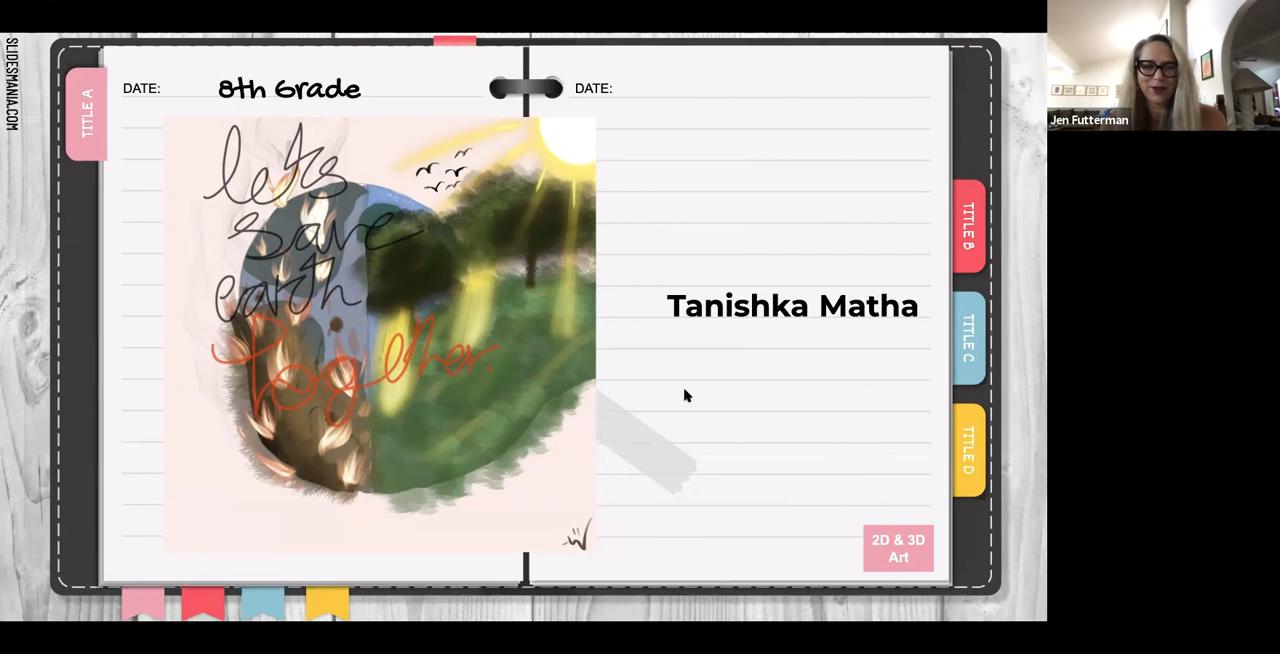 SLIDESMANIA.COM
TITLE A
DATE:
8th Grade
DATE:
let's
save
earth
Together.
Tanishka Matha
TITLE B
TITLE C
TITLE D
2D & 3D
Art
Jen Futterman